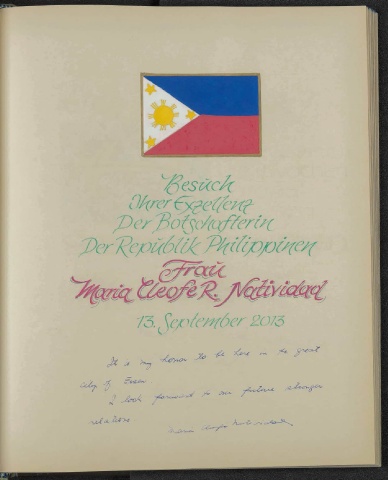 Besuch
Ihrer Exzellenz
Der Botschafterin
Der Republik Philippinen
Frau
Maria Cleofe R. Natividad
13. September 2013
It is my honor to be here in the great
city of Essen.
I look forward to our future stronger
relations.